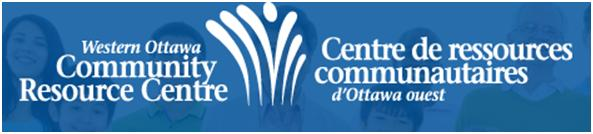 Western Ottawa
Community
Resource Centre
Centre de ressources
communautaires
d'Ottawa ouest